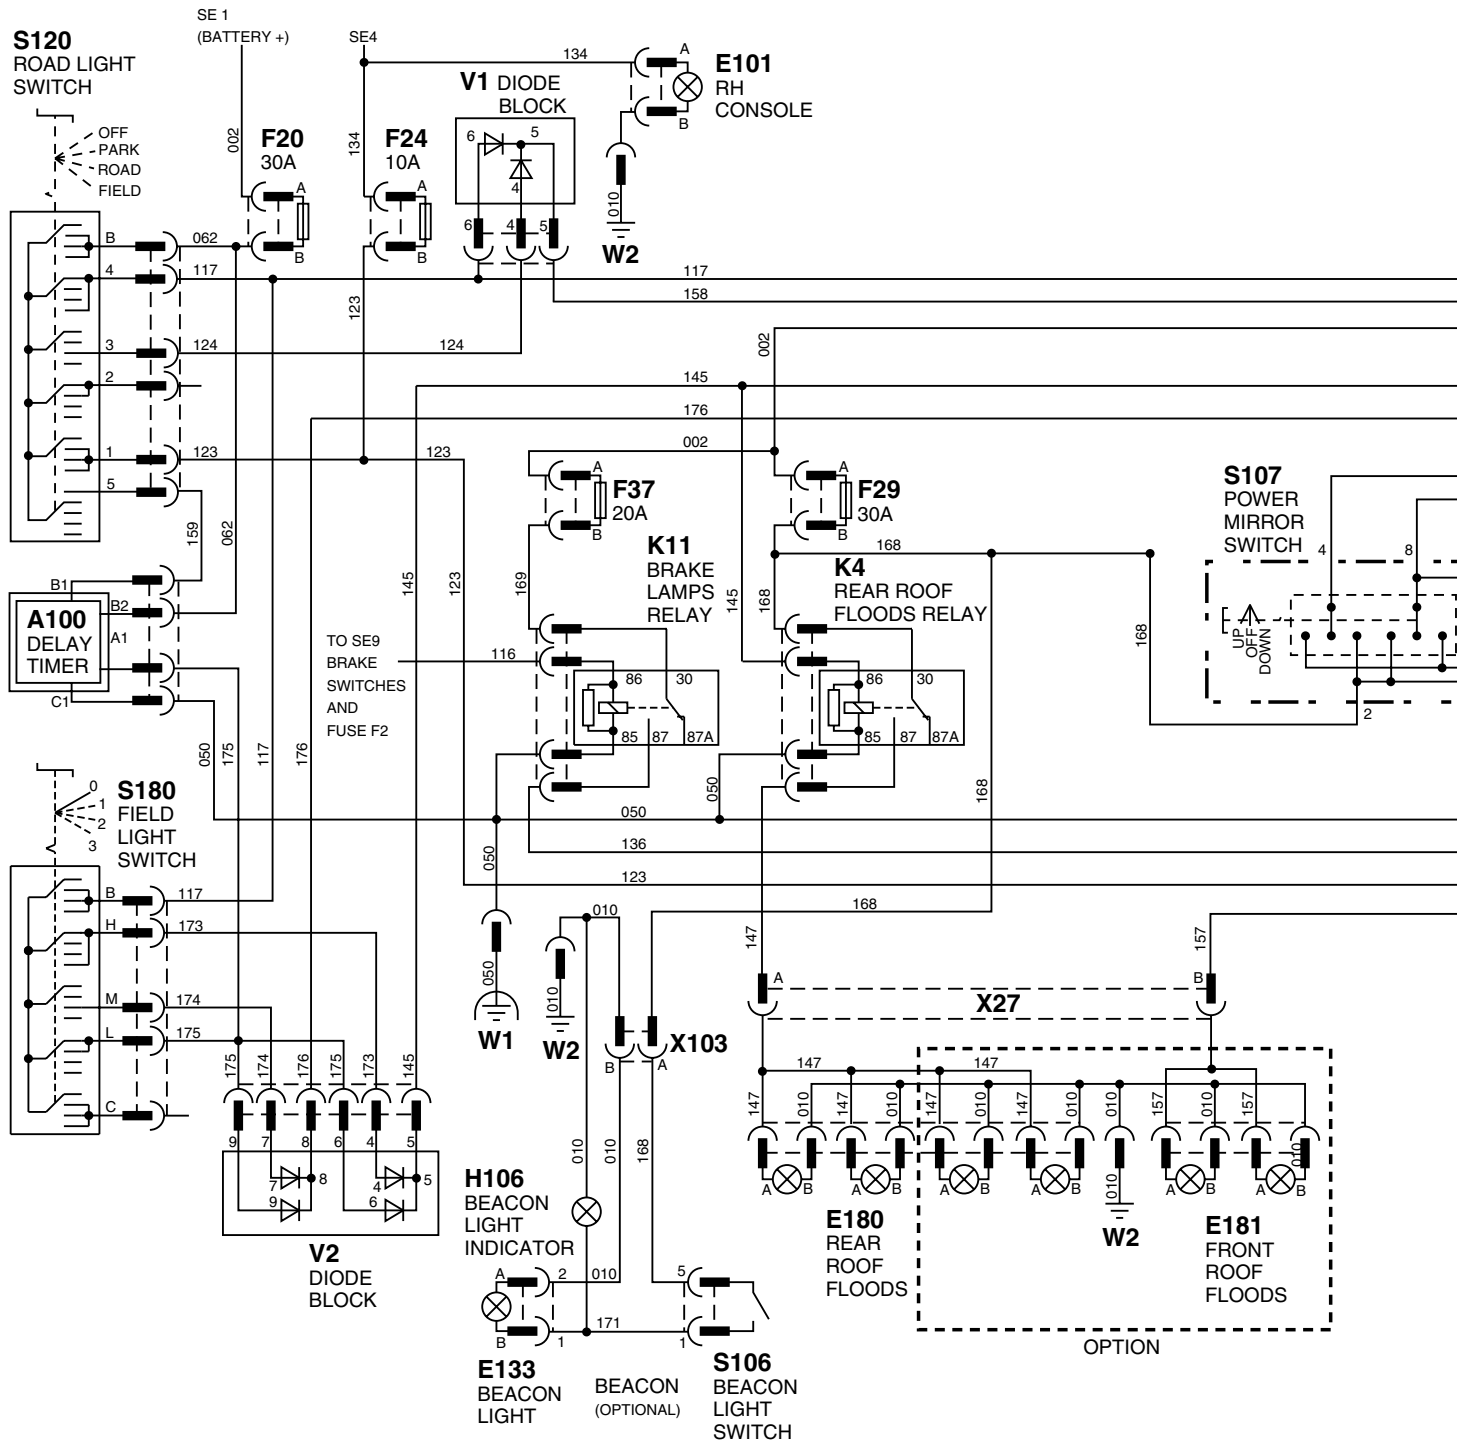 SE 1
(BATTERY +)
SE4
S120
ROAD LIGHT
SWITCH
OFF
PARK
ROAD
FIELD
002
F20
30A
A
B
134
F24
10A
A
B
V1 DIODE
BLOCK
6
5
4
6
4
5
134
A
B
E101
RH
CONSOLE
010
W2
B
062
4
117
117
158
3
124
124
2
1
123
123
5
123
002
145
176
002
159
062
B1
B2
A1
C1
A100
DELAY
TIMER
145
123
169
A
B
F37
20A
K11
BRAKE
LAMPS
RELAY
A
B
F29
30A
168
K4
REAR ROOF
FLOODS RELAY
145
168
168
S107
POWER
MIRROR
SWITCH
4
8
UP
OFF
DOWN
2
TO SE9
BRAKE
SWITCHES
AND
FUSE F2
116
86
30
85
87
87A
86
30
85
87
87A
050
175
117
176
050
168
0
1
2
3
S180
FIELD
LIGHT
SWITCH
050
136
123
050
168
B
117
H
173
M
174
L
175
C
010
147
157
050
W1
010
W2
X103
B
A
A
B
X27
175
174
176
175
173
145
9
7
8
6
4
5
7
8
9
4
5
6
V2
DIODE
BLOCK
147
147
147
010
147
010
147
010
147
010
010
157
010
157
010
A
B
A
B
A
B
A
B
A
B
A
B
010
W2
010
010
168
H106
BEACON
LIGHT
INDICATOR
E180
REAR
ROOF
FLOODS
E181
FRONT
ROOF
FLOODS
A
2
010
B
1
171
5
1
E133
BEACON
LIGHT
BEACON
(OPTIONAL)
S106
BEACON
LIGHT
SWITCH
OPTION